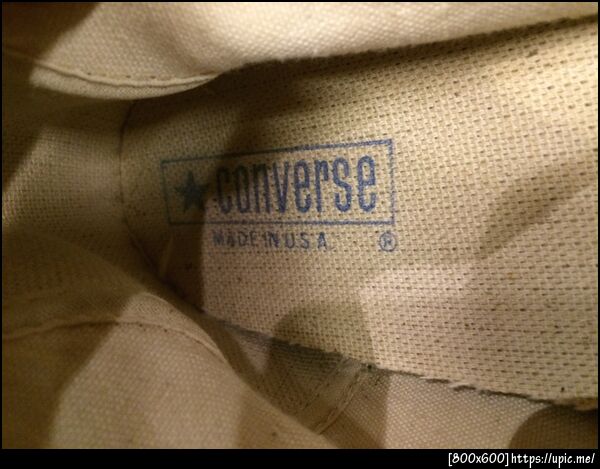 converse
MADE IN U.S.A.
®
[800x600]https://upic.me/